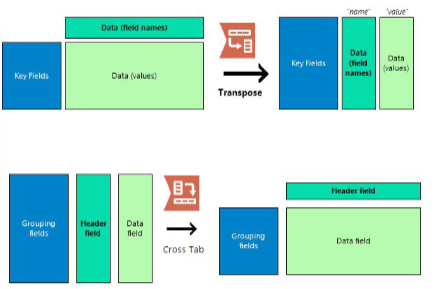 "name" "value"
Data (field names)
Key Fields
Data (values)
Transpose
Key Fields
Data
(field
names)
Data
(values)
Grouping
fields
Header
field
Data
field
Cross Tab
Header field
Grouping
fields
Data field